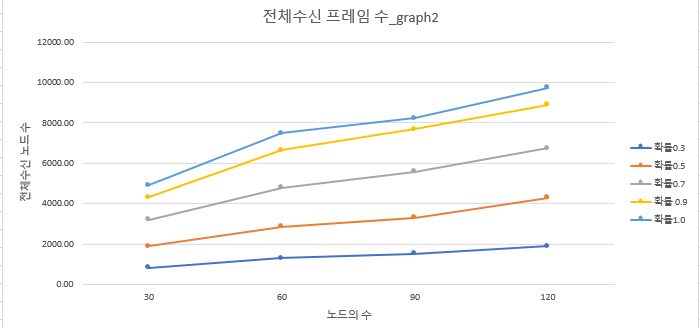 전체수신 프레임 수_graph2
12000.00
10000.00
8000.00
6000.00
4000.00
2000.00
0.00
전체수신 노드 수
30
60
90
120
노드의 수
확률0.3
확률0.5
확률0.7
확률 0.9
확률1.0